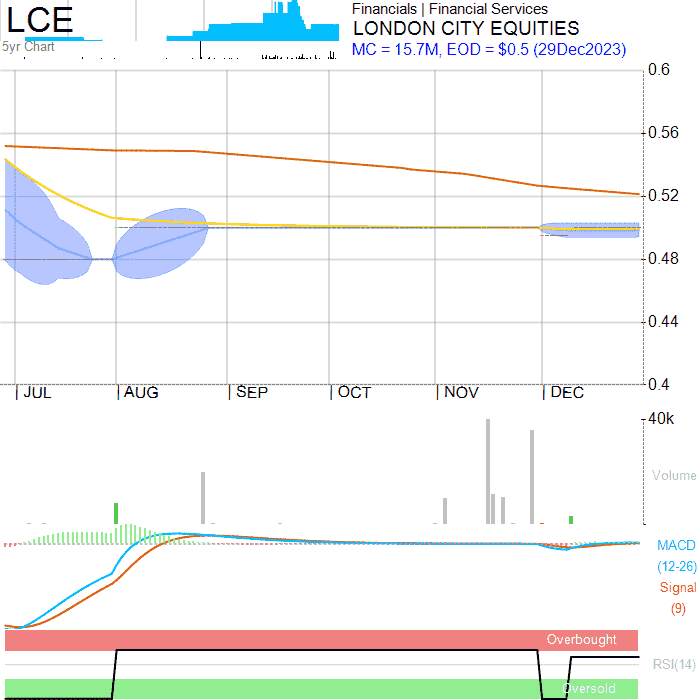 LCE
5yr Chart
Financials | Financial Services
LONDON CITY EQUITIES
MC = 15.7M, EOD = $0.5 (29Dec2023)
0.6
0.56
0.52
0.48
0.44
0.4
JUL
AUG
SEP
OCT
NOV
DEC
40k
Volume
MACD
(12-26)
Signal
(9)
Overbought
RSI(14)
Oversold